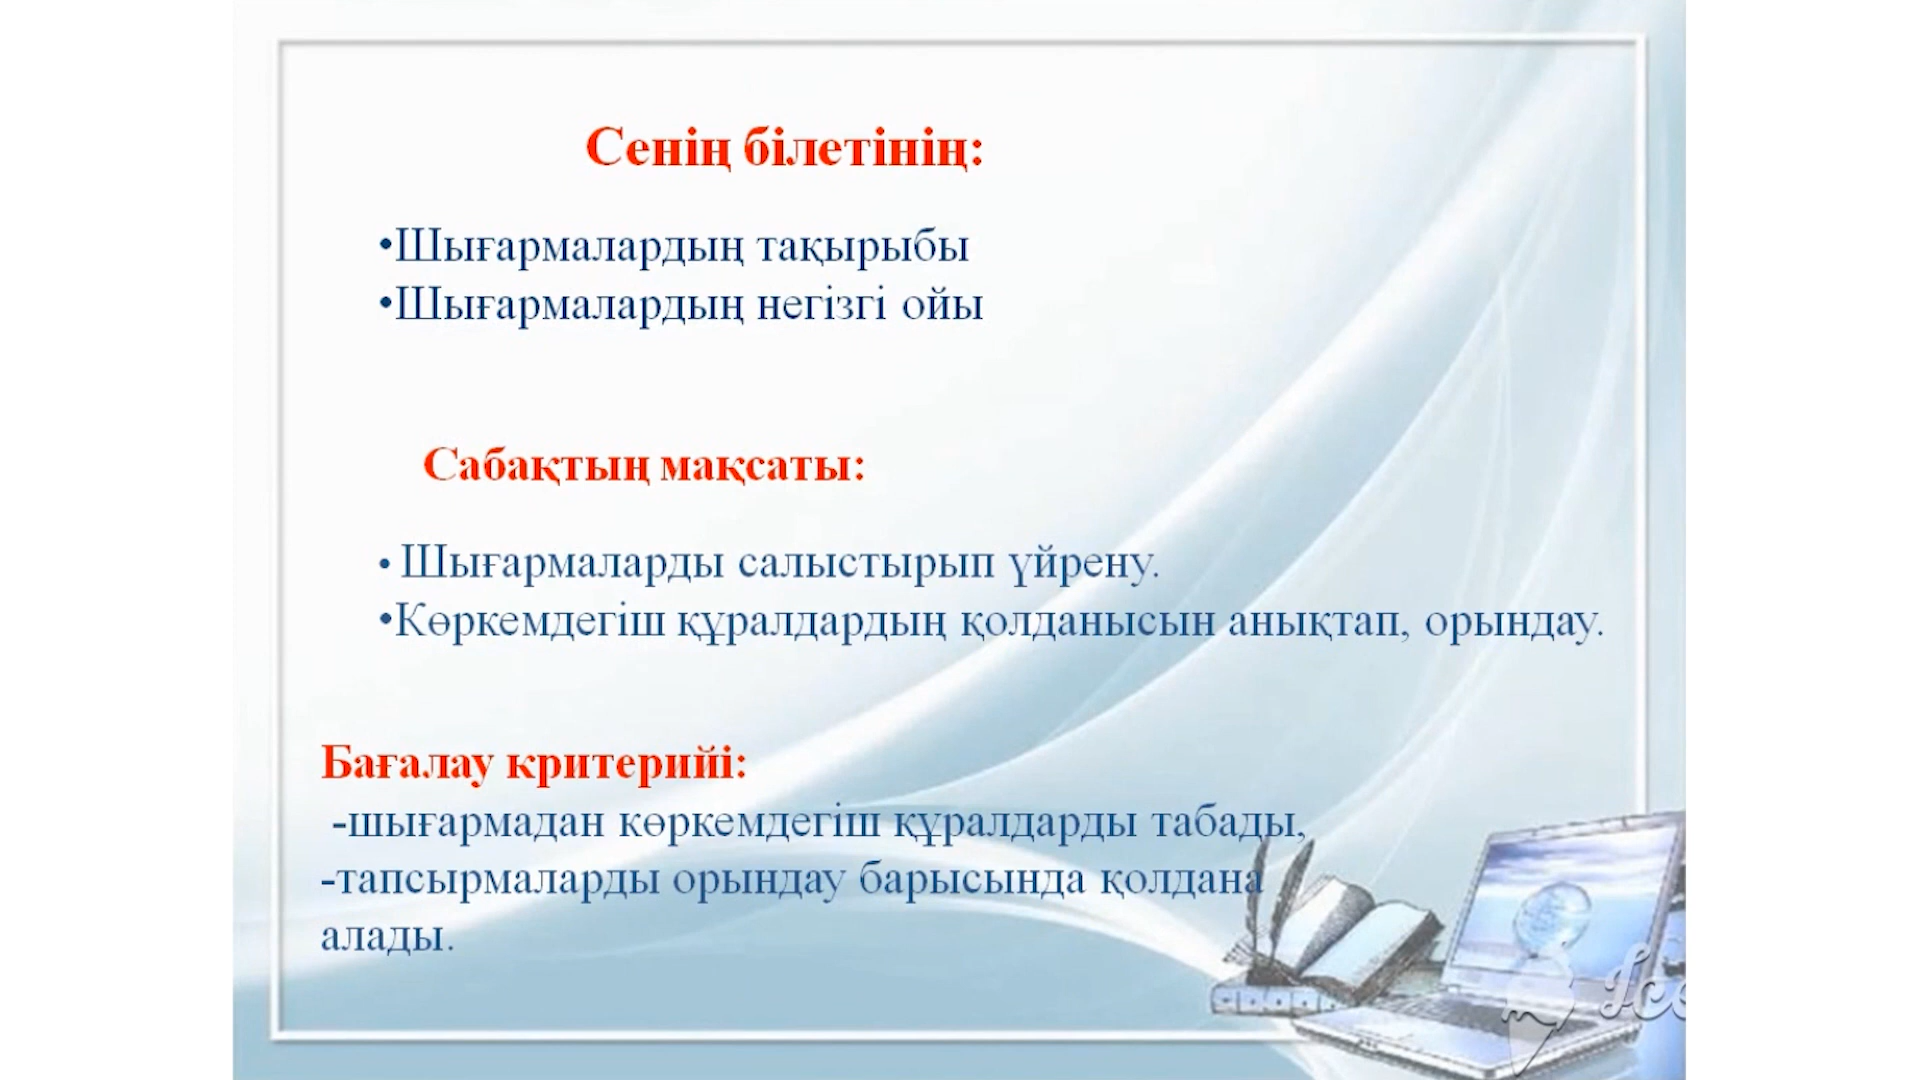 Сенің білетінің:
•Шығармалардың тақырыбы
•Шығармалардың негізгі ойы
Сабақтың мақсаты:
• Шығармаларды салыстырып үйрену.
•Көркемдегіш құралдардың қолданысын анықтап, орындау.
Бағалау критерийі:
-шығармадан көркемдегіш құралдарды табады,
-тапсырмаларды орындау барысында қолдана
алады.